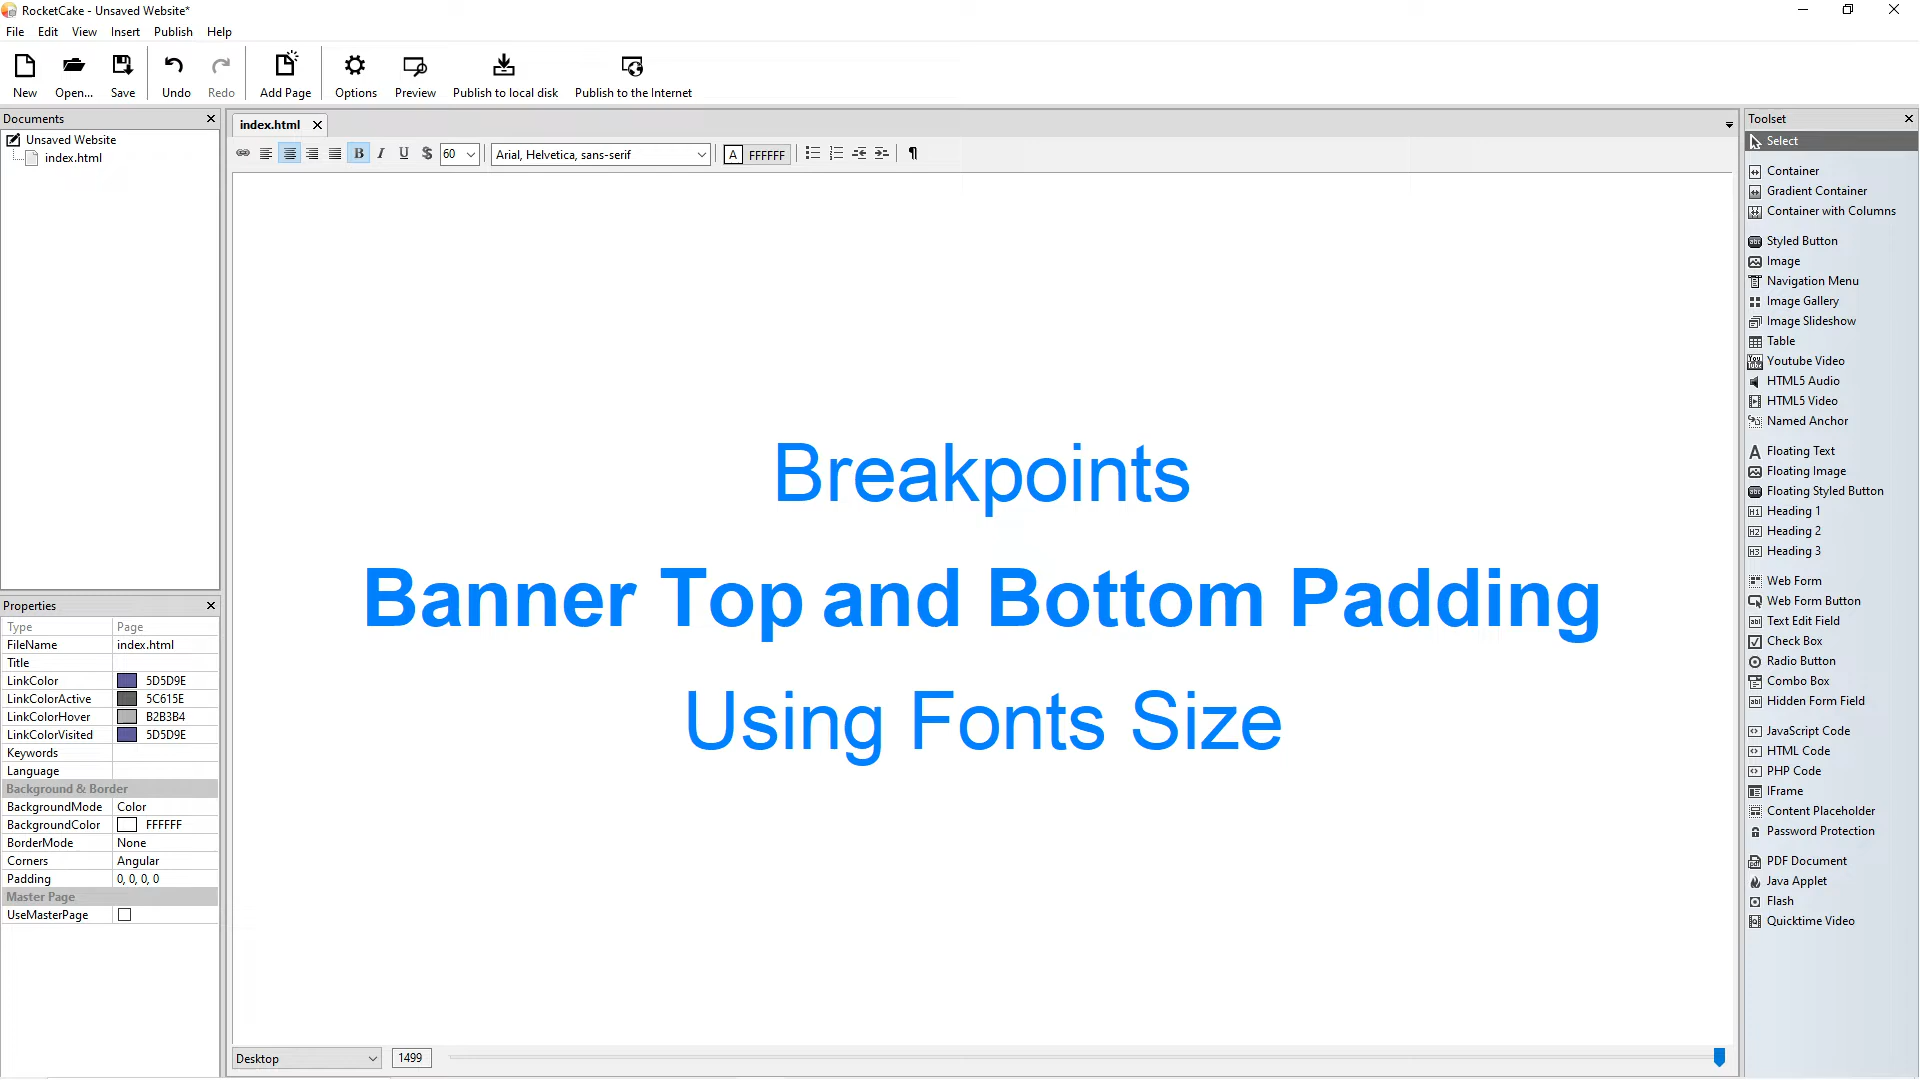 RocketCake - Unsaved Website*
File Edit View Insert Publish Help
New Open... Save Undo Redo Add Page Options Preview Publish to local disk Publish to the Internet
Documents
Unsaved Website
index.html
index.html
B I U $ 60 Arial, Helvetica, sans-serif A FFFFFF ¶
Breakpoints
Banner Top and Bottom Padding
Using Fonts Size
Desktop 1499
Properties
Type Page
FileName index.html
Title
LinkColor 5D5D9E
LinkColorActive 5C615E
LinkColorHover B2B3B4
LinkColorVisited 5D5D9E
Keywords
Language
Background & Border
BackgroundMode Color
BackgroundColor FFFFFF
BorderMode None
Corners Angular
Padding 0, 0, 0, 0
Master Page
UseMasterPage
Toolset
Select
Container
Gradient Container
Container with Columns
Styled Button
Image
Navigation Menu
Image Gallery
Image Slideshow
Table
Youtube Video
HTML5 Audio
HTML5 Video
Named Anchor
Floating Text
Floating Image
Floating Styled Button
Heading 1
Heading 2
Heading 3
Web Form
Web Form Button
Text Edit Field
Check Box
Radio Button
Combo Box
Hidden Form Field
JavaScript Code
HTML Code
PHP Code
IFrame
Content Placeholder
Password Protection
PDF Document
Java Applet
Flash
Quicktime Video